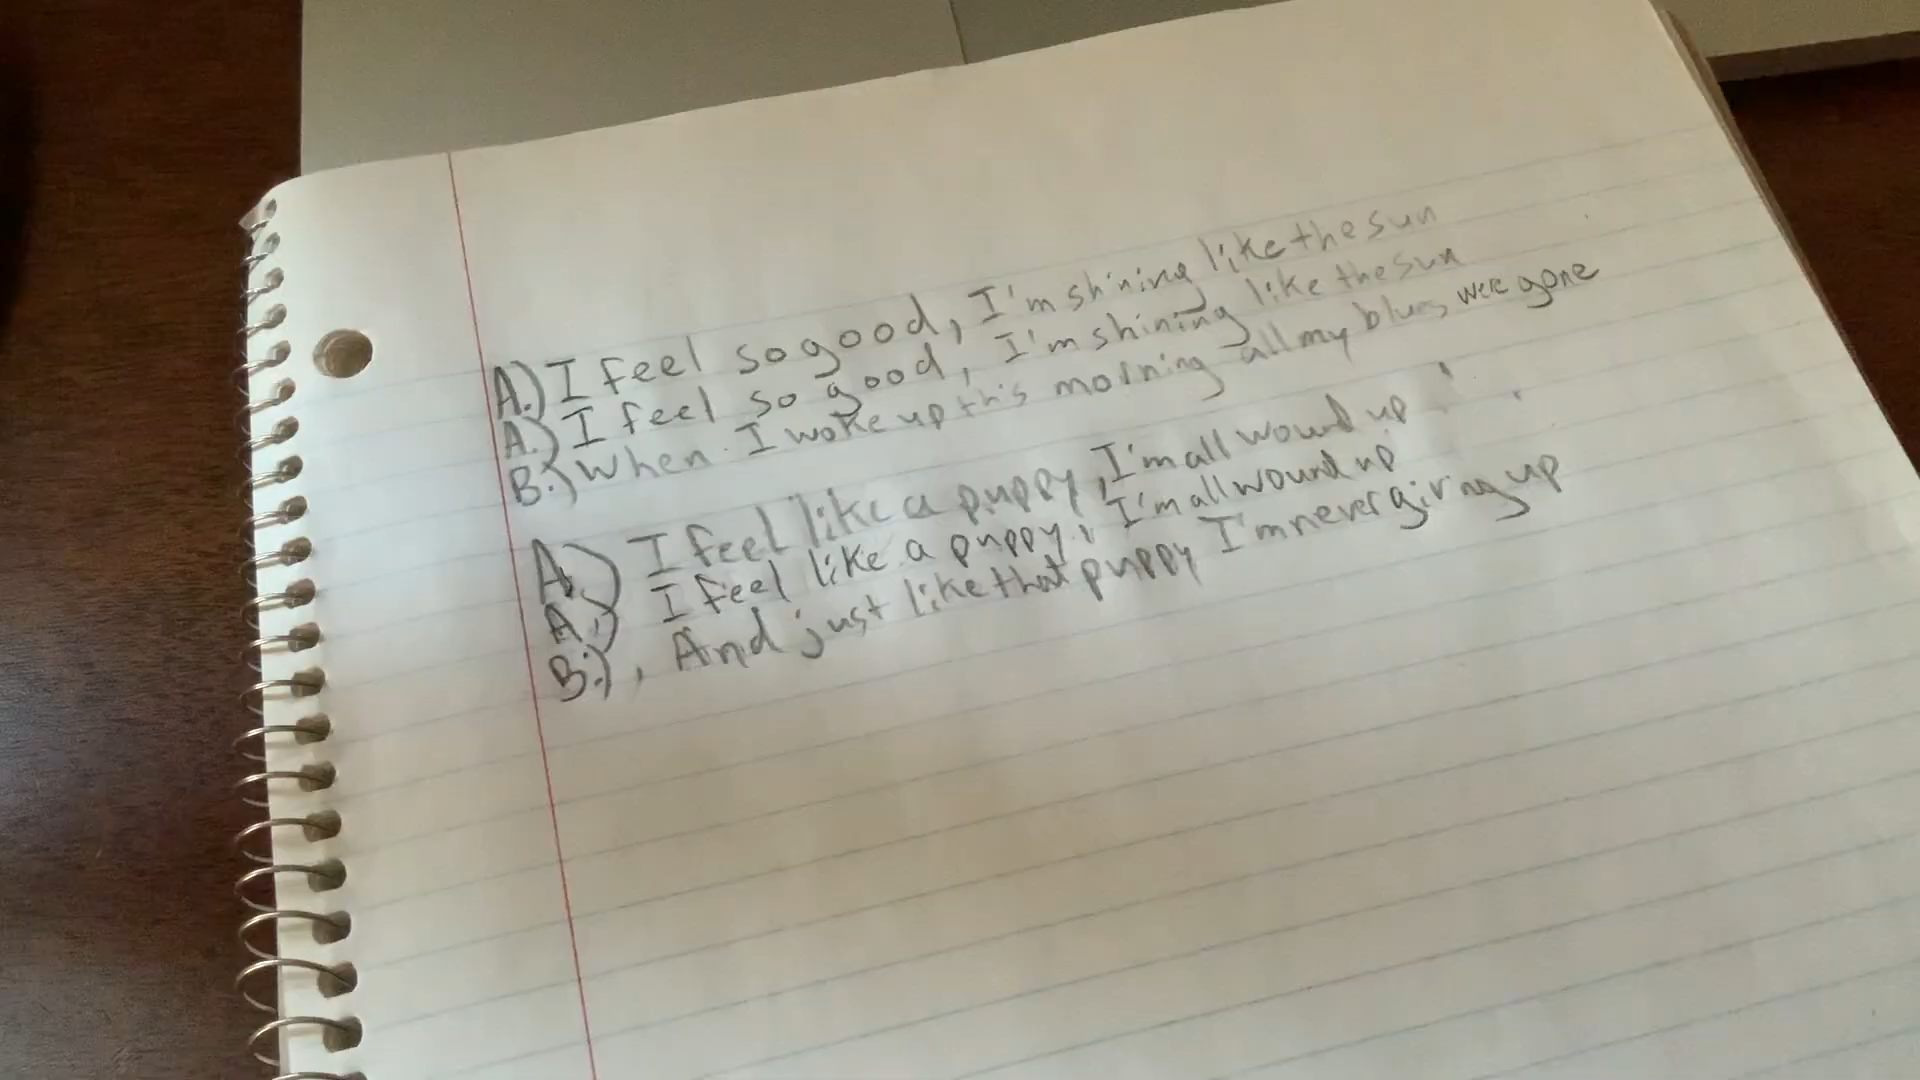 A.) I feel so good, I'm shining like the sun
A.) I feel so good, I'm shining like the sun
B.) When I woke up this morning all my blues were gone
A.) I feel like a puppy, I'm all wound up
A.) I feel like a puppy, I'm all wound up
B.), And just like that puppy I'm never giving up